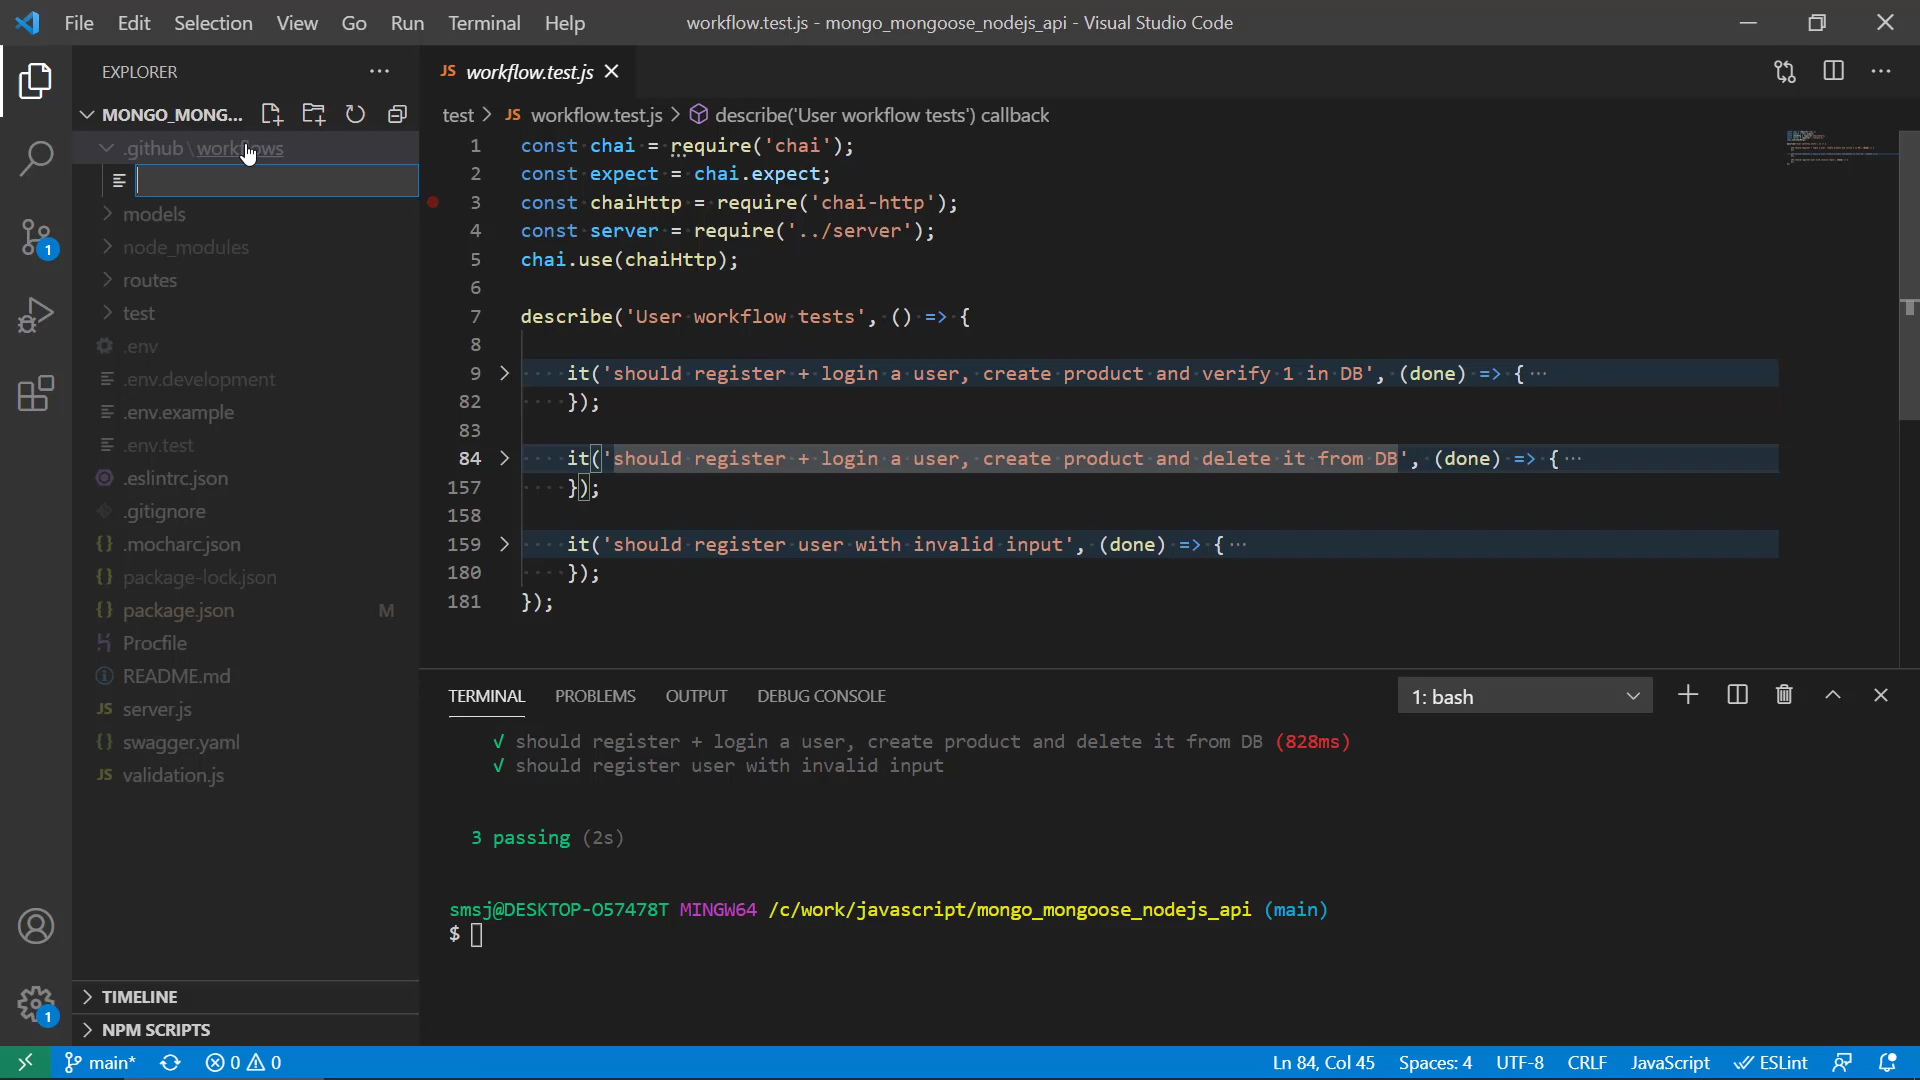 File Edit Selection View Go Run Terminal Help
workflow.test.js - mongo_mongoose_nodejs_api - Visual Studio Code
EXPLORER
MONGO_MONG...
.github\workflows
models
node_modules
routes
test
.env
.env.development
.env.example
.env.test
.eslintrc.json
.gitignore
.mocharc.json
package-lock.json
package.json M
Procfile
README.md
JS server.js
swagger.yaml
JS validation.js
TIMELINE
NPM SCRIPTS
1
1
JS workflow.test.js
test > JS workflow.test.js > describe('User workflow tests') callback
1 const chai = require('chai');
2 const expect = chai.expect;
3 const chaiHttp = require('chai-http');
4 const server = require('../server');
5 chai.use(chaiHttp);
6
7 describe('User workflow tests', () => {
8
9 it('should register + login a user, create product and verify 1 in DB', (done) => {···
82 });
83
84 it('should register + login a user, create product and delete it from DB', (done) => {···
157 });
158
159 it('should register user with invalid input', (done) => {···
180 });
181 });
TERMINAL PROBLEMS OUTPUT DEBUG CONSOLE 1: bash
√ should register + login a user, create product and delete it from DB (828ms)
√ should register user with invalid input
3 passing (2s)
smsj@DESKTOP-O57478T MINGW64 /c/work/javascript/mongo_mongoose_nodejs_api (main)
$
main* 0 0 Ln 84, Col 45 Spaces: 4 UTF-8 CRLF JavaScript ESLint